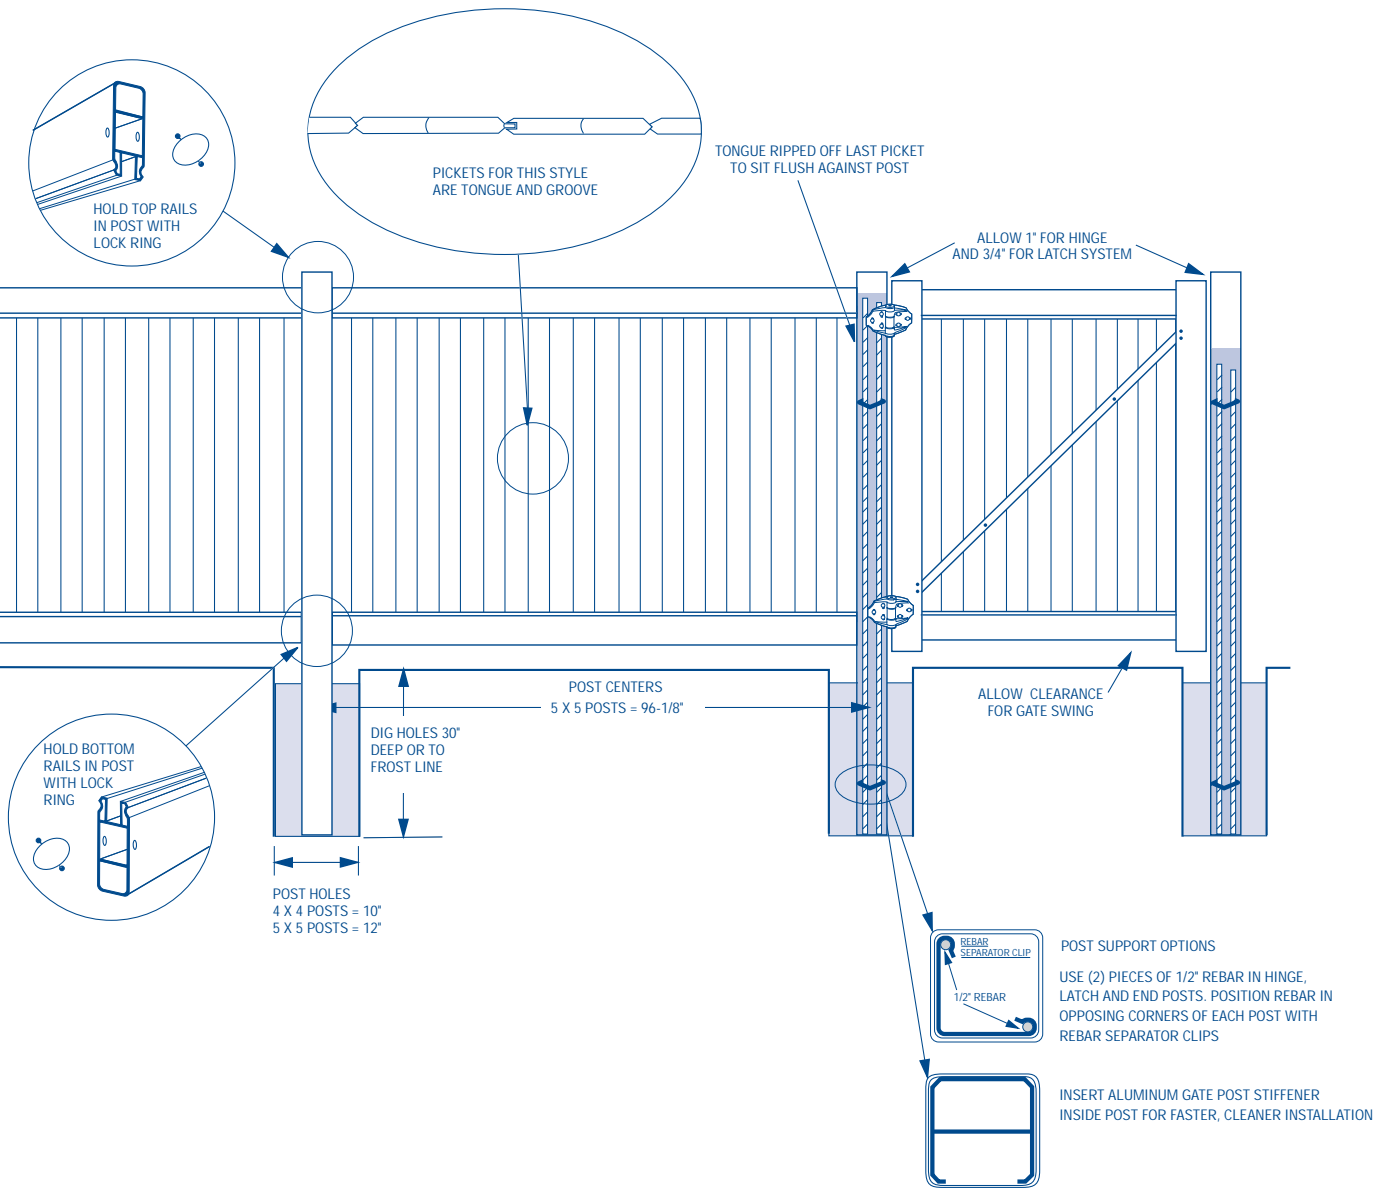 HOLD TOP RAILS
IN POST WITH
LOCK RING
PICKETS FOR THIS STYLE
ARE TONGUE AND GROOVE
TONGUE RIPPED OFF LAST PICKET
TO SIT FLUSH AGAINST POST
ALLOW 1" FOR HINGE
AND 3/4" FOR LATCH SYSTEM
POST CENTERS
5 X 5 POSTS = 96-1/8"
ALLOW CLEARANCE
FOR GATE SWING
DIG HOLES 30"
DEEP OR TO
FROST LINE
HOLD BOTTOM
RAILS IN POST
WITH LOCK
RING
POST HOLES
4 X 4 POSTS = 10"
5 X 5 POSTS = 12"
REBAR
SEPARATOR CLIP
1/2" REBAR
POST SUPPORT OPTIONS
USE (2) PIECES OF 1/2" REBAR IN HINGE,
LATCH AND END POSTS. POSITION REBAR IN
OPPOSING CORNERS OF EACH POST WITH
REBAR SEPARATOR CLIPS
INSERT ALUMINUM GATE POST STIFFENER
INSIDE POST FOR FASTER, CLEANER INSTALLATION